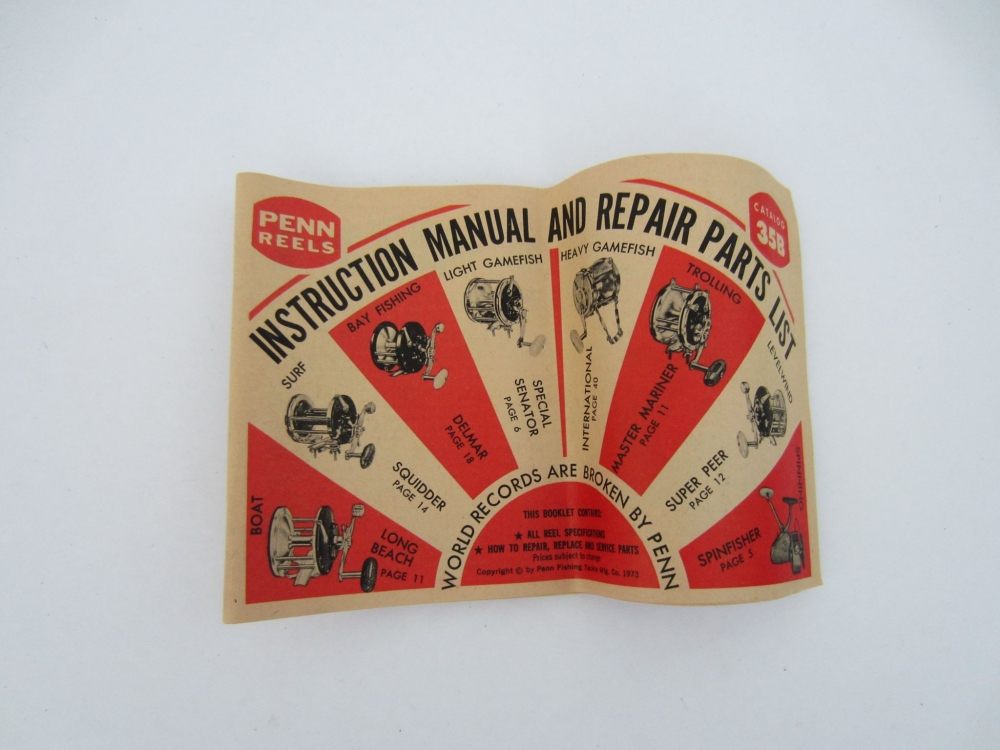 PENN
REELS
INSTRUCTION MANUAL AND REPAIR PARTS LIST
CATALOG
35B
BOAT
LONG
BEACH
PAGE 11
SURF
SQUIDDER
PAGE 14
BAY FISHING
DELMAR
PAGE 18
LIGHT GAMEFISH
SPECIAL
SENATOR
PAGE 6
HEAVY GAMEFISH
INTERNATIONAL
PAGE 40
TROLLING
MASTER MARINER
PAGE 11
LEVELWIND
SUPER PEER
PAGE 12
SPINNING
SPINFISHER
PAGE 5
WORLD RECORDS ARE BROKEN BY PENN
THIS BOOKLET CONTAINS:
★ ALL REEL SPECIFICATIONS
★ HOW TO REPAIR, REPLACE AND SERVICE PARTS
Prices subject to change
Copyright © by Penn Fishing Tackle Mfg. Co. 1973